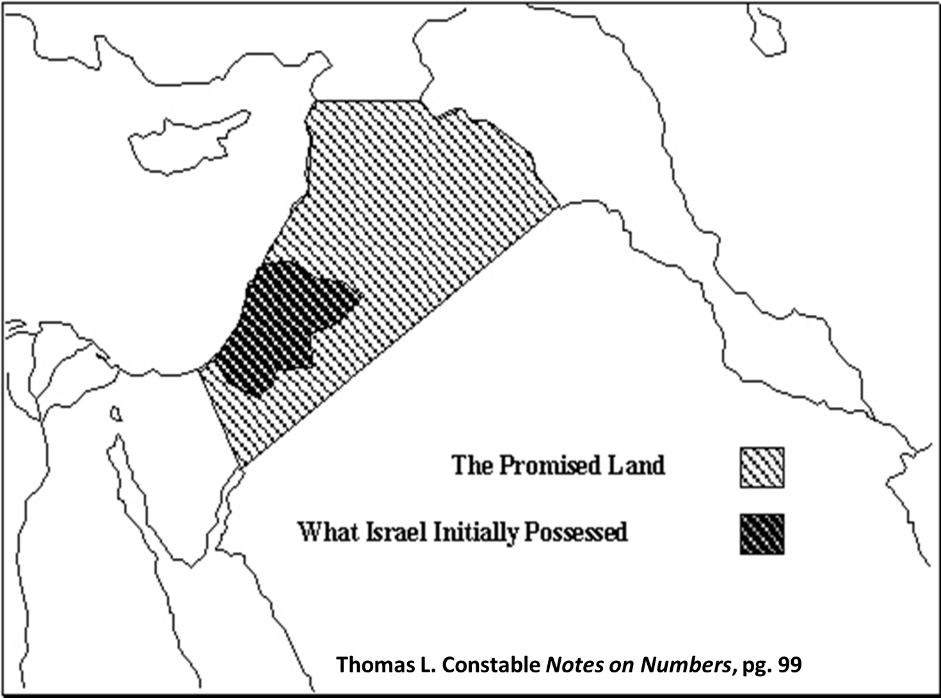 The Promised Land
What Israel Initially Possessed
Thomas L. Constable Notes on Numbers, pg. 99